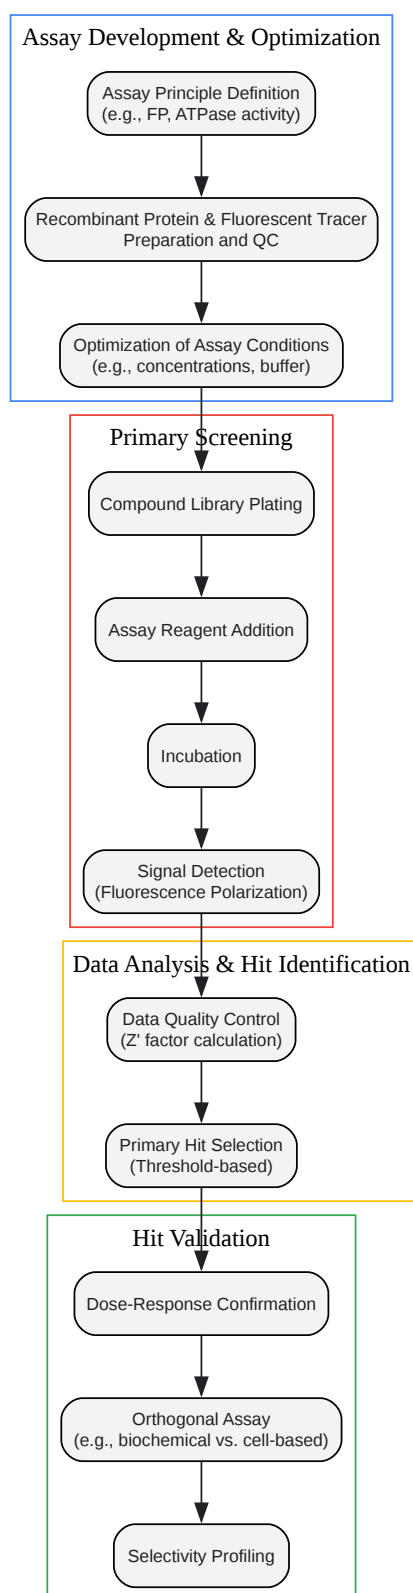 Assay Development & Optimization
Assay Principle Definition
(e.g., FP, ATPase activity)
Recombinant Protein & Fluorescent Tracer
Preparation and QC
Optimization of Assay Conditions
(e.g., concentrations, buffer)
Primary Screening
Compound Library Plating
Assay Reagent Addition
Incubation
Signal Detection
(Fluorescence Polarization)
Data Analysis & Hit Identification
Data Quality Control
(Z' factor calculation)
Primary Hit Selection
(Threshold-based)
Hit Validation
Dose-Response Confirmation
Orthogonal Assay
(e.g., biochemical vs. cell-based)
Selectivity Profiling